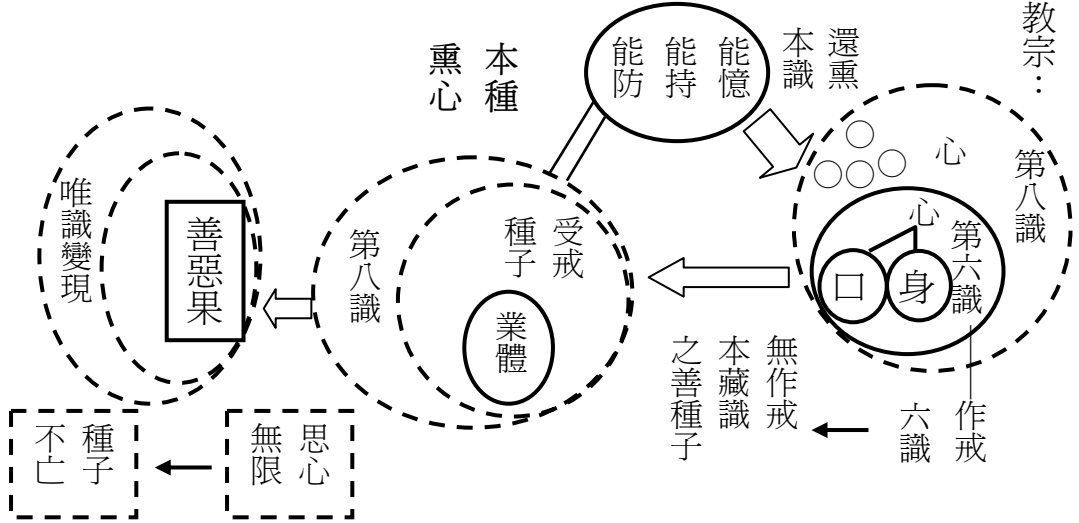 教宗：
第八識
心
心
第六識
身
口
作戒
六識
還熏
本識
能憶
能持
能防
無作戒
本藏識
之善種子
本種
熏心
受戒
種子
業體
第八識
善惡果
唯識變現
思心
無限
種子
不亡